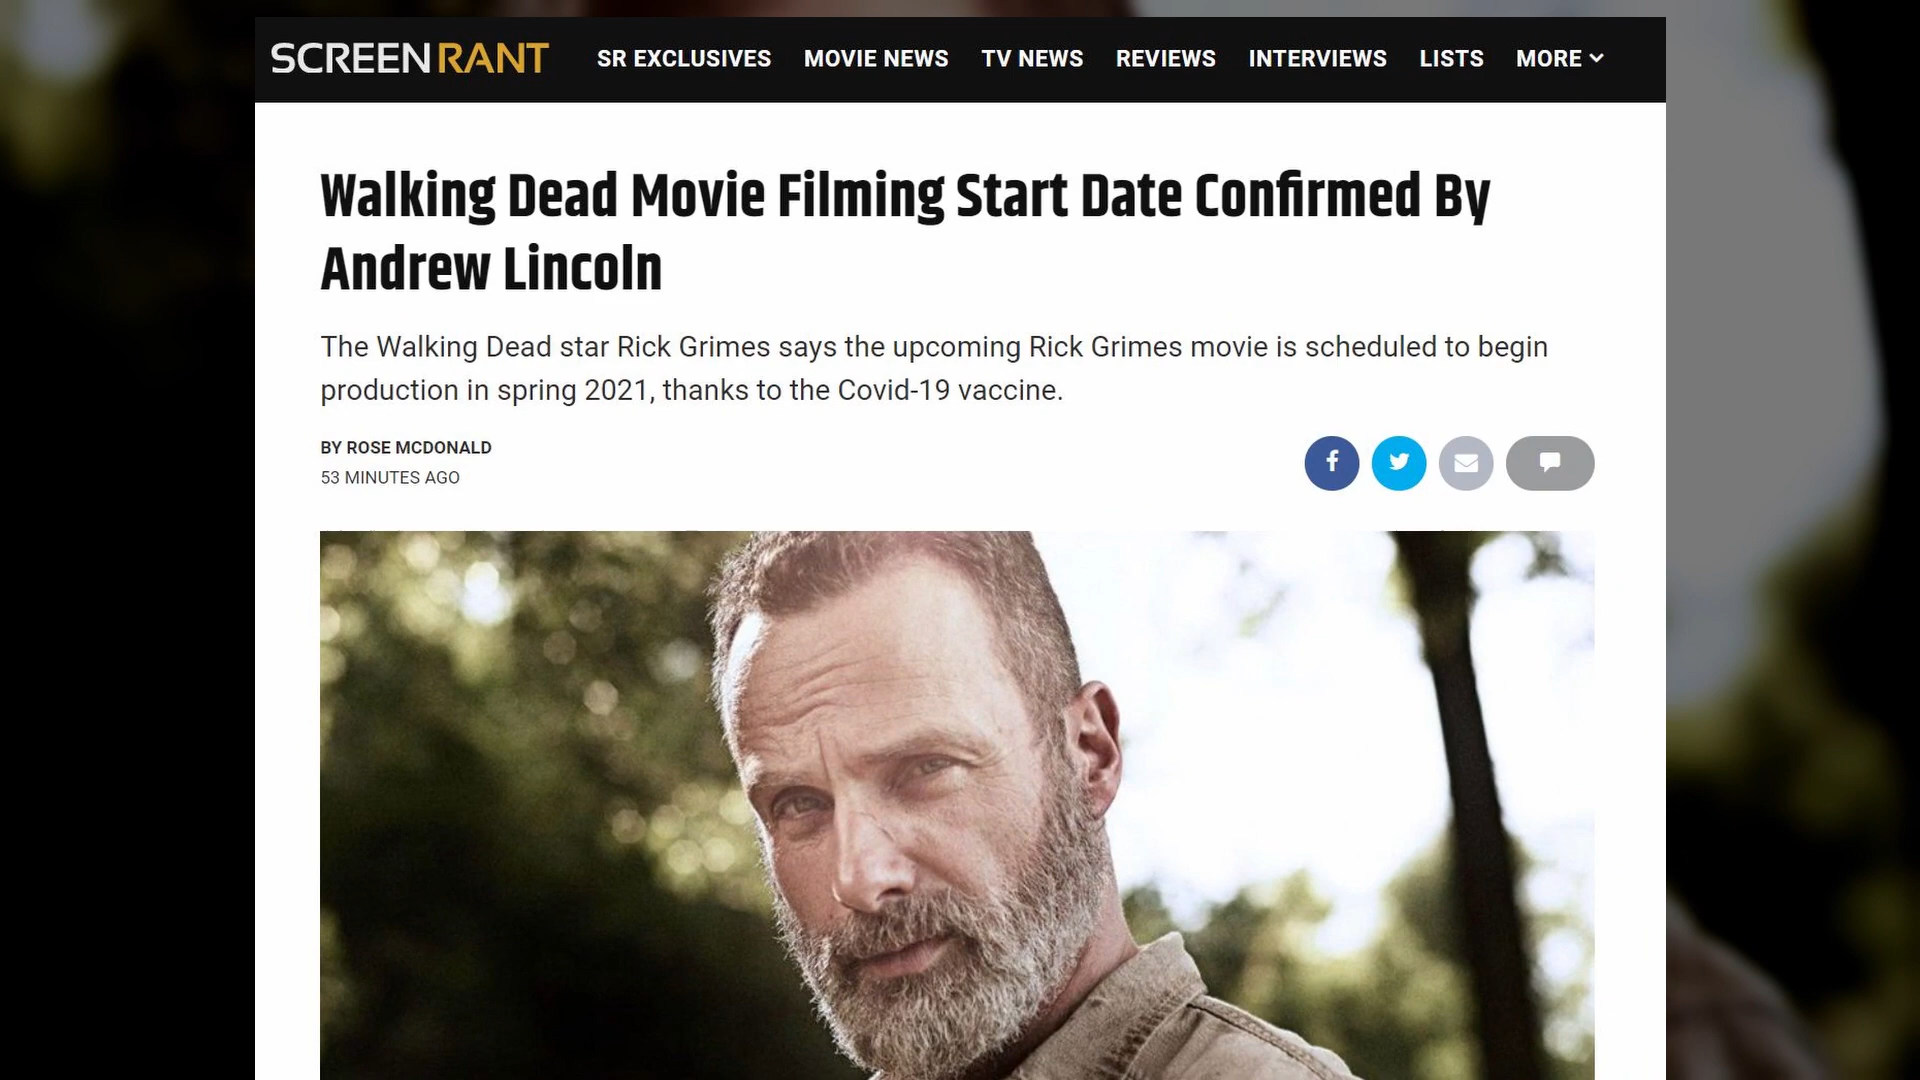 SCREENRANT SR EXCLUSIVES MOVIE NEWS TV NEWS REVIEWS INTERVIEWS LISTS MORE
Walking Dead Movie Filming Start Date Confirmed By
Andrew Lincoln
The Walking Dead star Rick Grimes says the upcoming Rick Grimes movie is scheduled to begin
production in spring 2021, thanks to the Covid-19 vaccine.
BY ROSE MCDONALD
53 MINUTES AGO